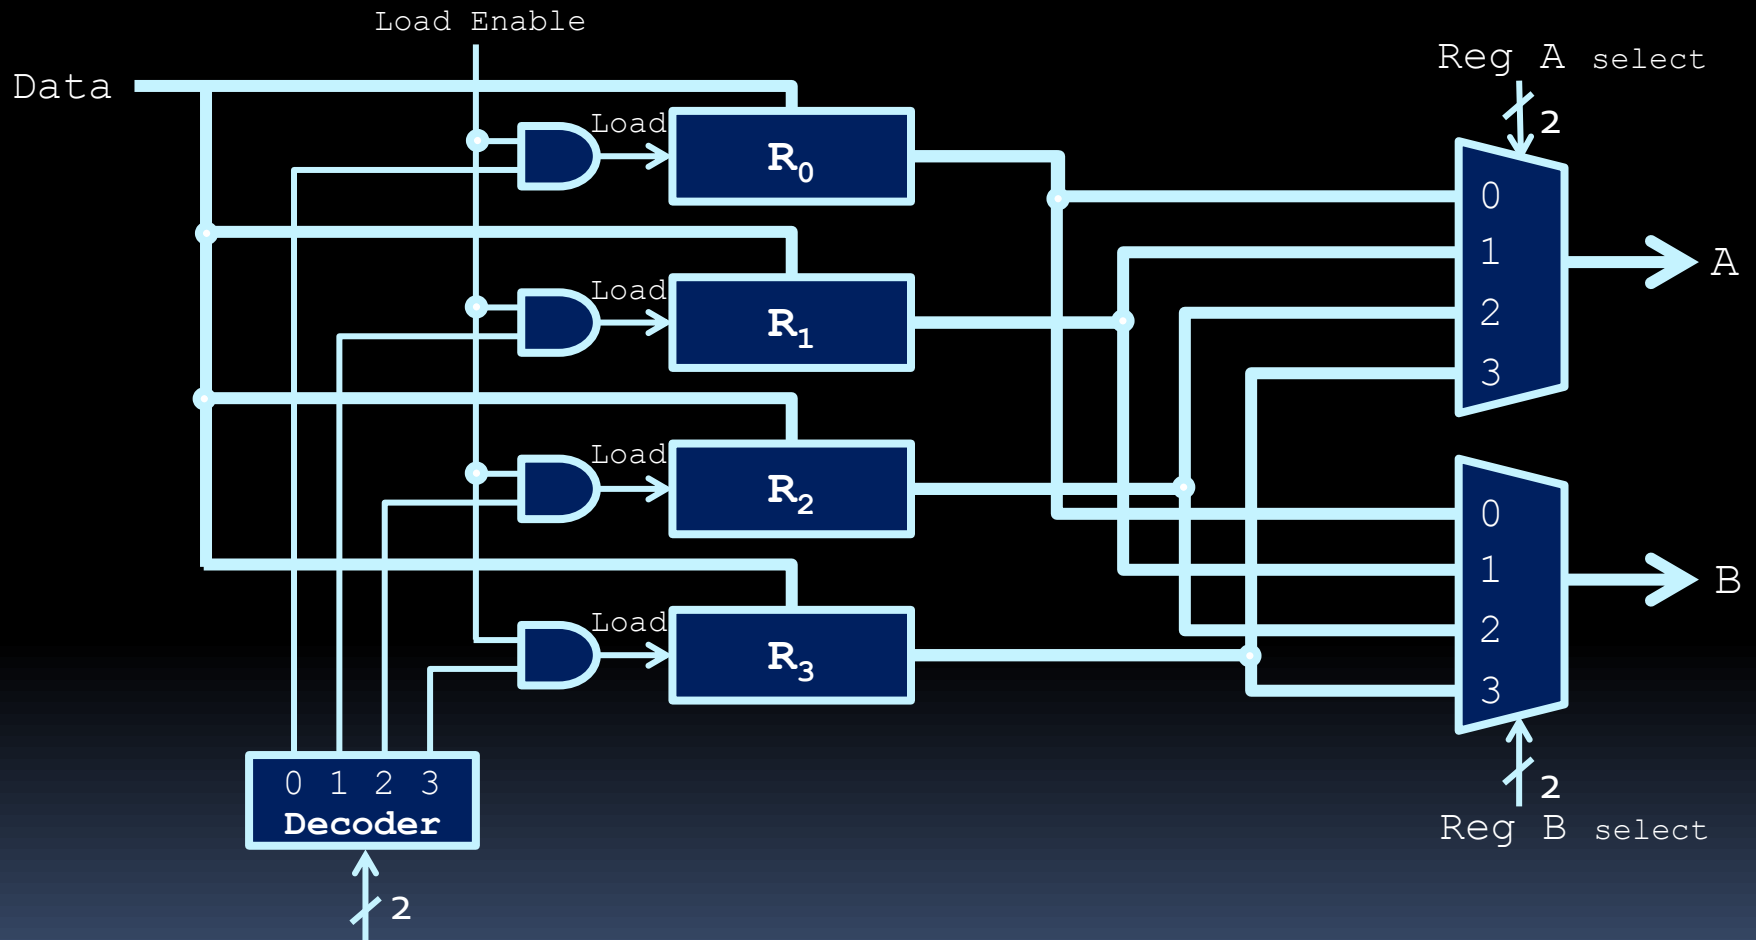 Load Enable
Data
Reg A select
2
Load
R0
0
1
2
3
A
Load
R1
Load
R2
0
1
2
3
B
Load
R3
2
Reg B select
0 1 2 3
Decoder
2